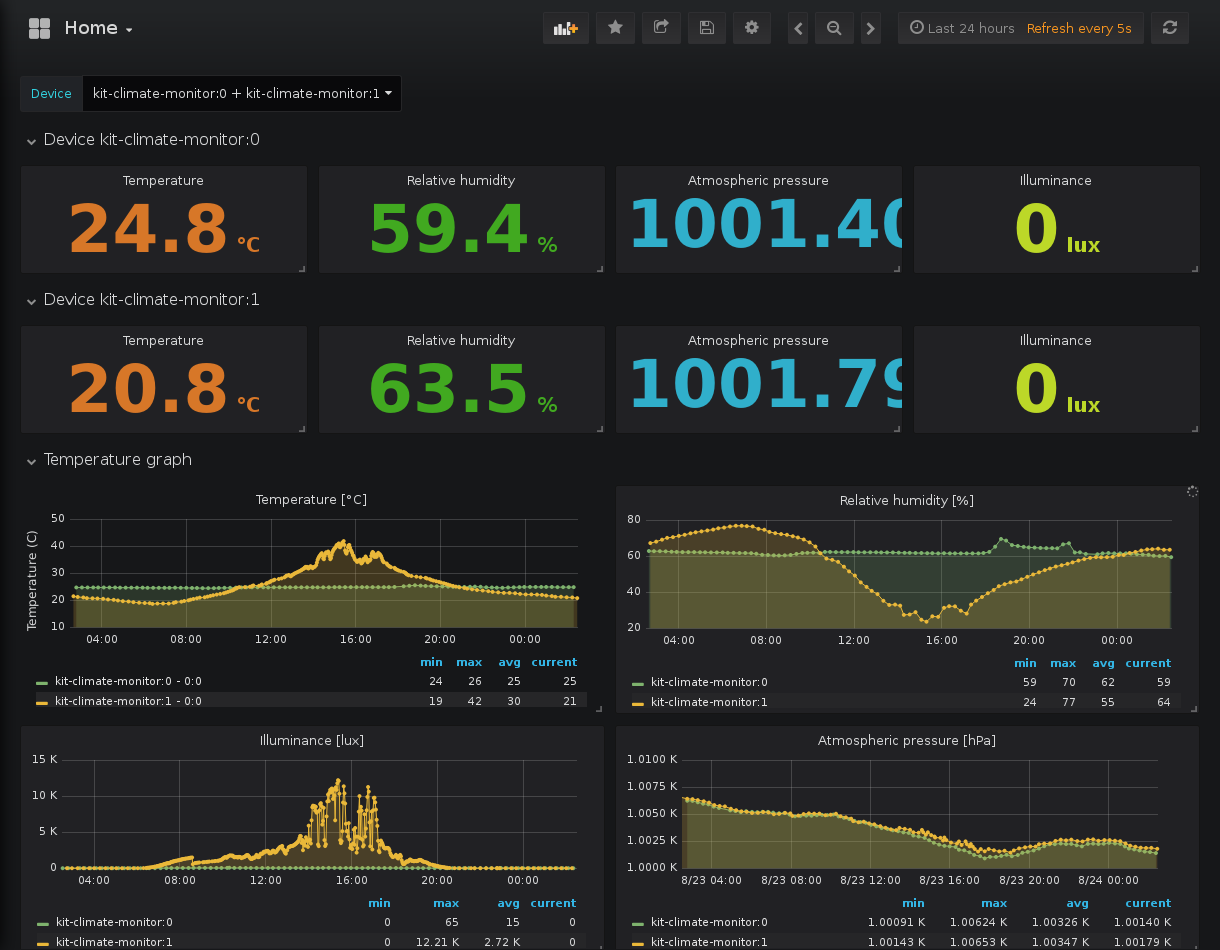 Home
Last 24 hours Refresh every 5s
Device kit-climate-monitor:0 + kit-climate-monitor:1
Device kit-climate-monitor:0
Temperature Relative humidity Atmospheric pressure Illuminance
24.8 °C 59.4 % 1001.40 0 lux
Device kit-climate-monitor:1
Temperature Relative humidity Atmospheric pressure Illuminance
20.8 °C 63.5 % 1001.79 0 lux
Temperature graph
Temperature [°C]
Temperature (C)
50
40
30
20
10
04:00 08:00 12:00 16:00 20:00 00:00
min max avg current
kit-climate-monitor:0 - 0:0 24 26 25 25
kit-climate-monitor:1 - 0:0 19 42 30 21
Relative humidity [%]
80
60
40
20
04:00 08:00 12:00 16:00 20:00 00:00
min max avg current
kit-climate-monitor:0 59 70 62 59
kit-climate-monitor:1 24 77 55 64
Illuminance [lux]
15 K
10 K
5 K
0
04:00 08:00 12:00 16:00 20:00 00:00
min max avg current
kit-climate-monitor:0 0 65 15 0
kit-climate-monitor:1 0 12.21 K 2.72 K 0
Atmospheric pressure [hPa]
1.0100 K
1.0075 K
1.0050 K
1.0025 K
1.0000 K
8/23 04:00 8/23 08:00 8/23 12:00 8/23 16:00 8/23 20:00 8/24 00:00
min max avg current
kit-climate-monitor:0 1.00091 K 1.00624 K 1.00326 K 1.00140 K
kit-climate-monitor:1 1.00143 K 1.00653 K 1.00347 K 1.00179 K